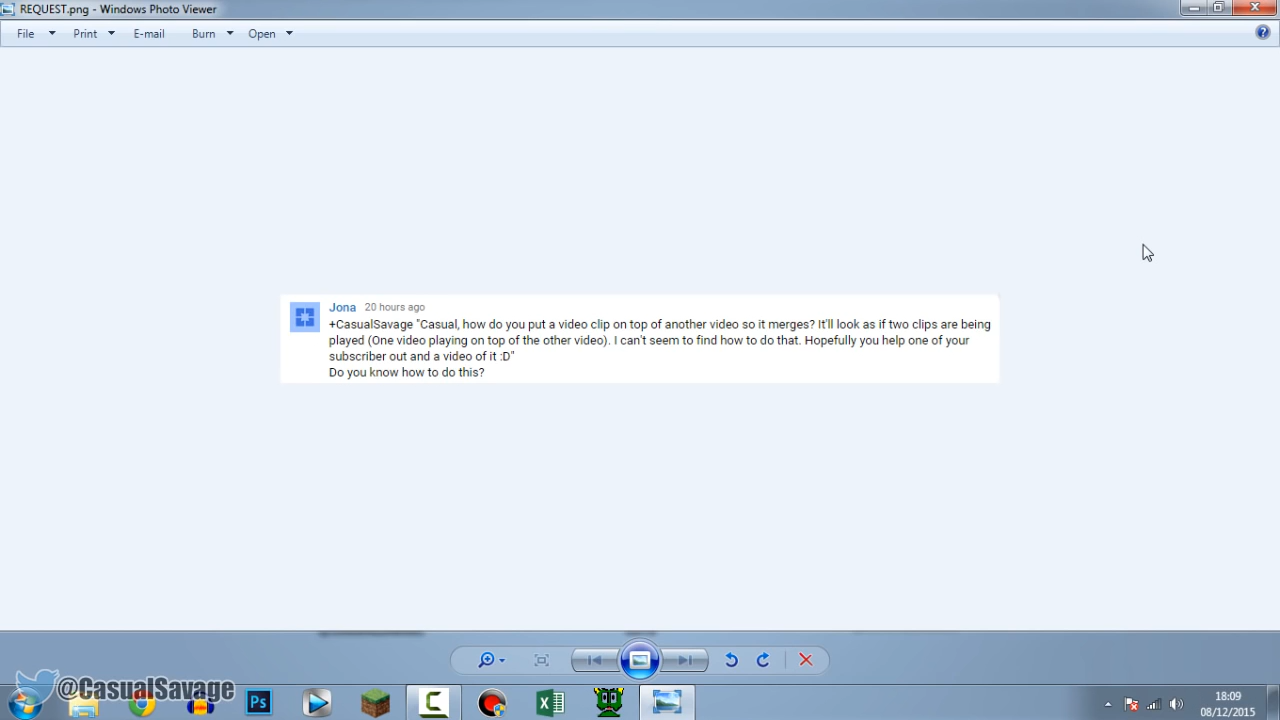 REQUEST.png - Windows Photo Viewer
File Print E-mail Burn Open
Jona 20 hours ago
+CasualSavage "Casual, how do you put a video clip on top of another video so it merges? It'll look as if two clips are being
played (One video playing on top of the other video). I can't seem to find how to do that. Hopefully you help one of your
subscriber out and a video of it :D"
Do you know how to do this?
@CasualSavage
Ps
18:09
08/12/2015